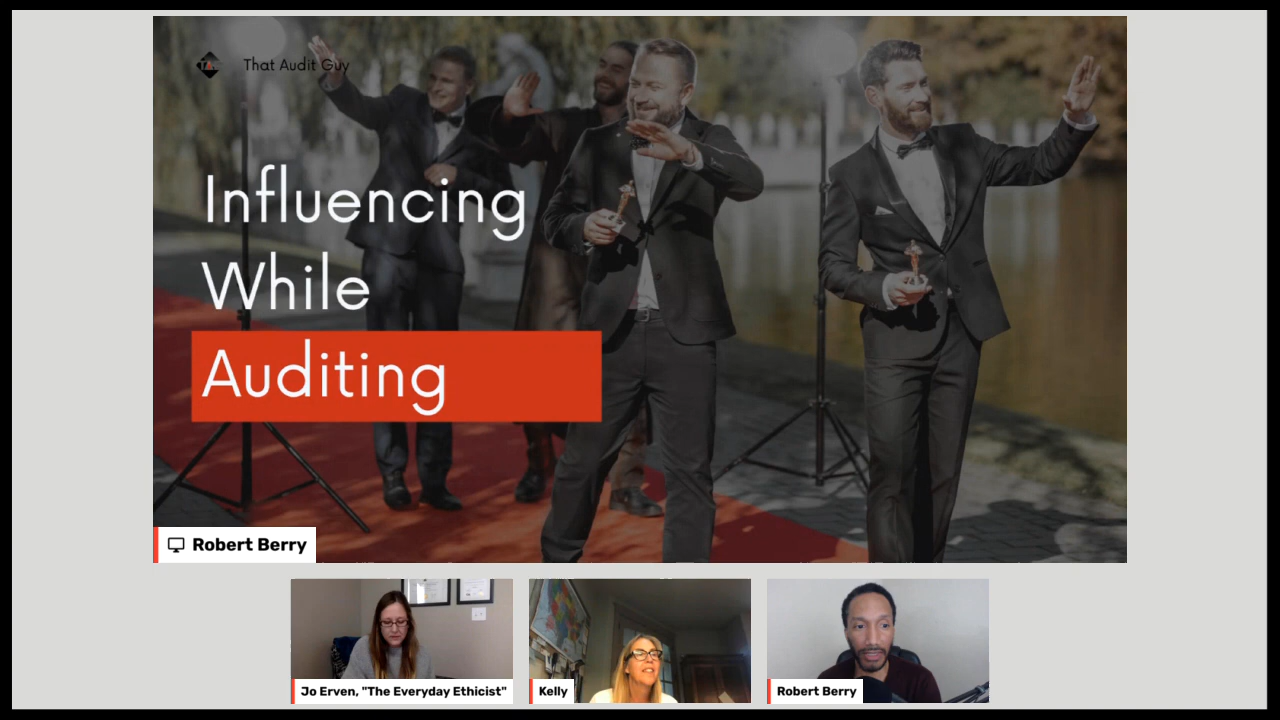 That Audit Guy
Influencing
While
Auditing
Robert Berry
Jo Erven, "The Everyday Ethicist"
Kelly
Robert Berry